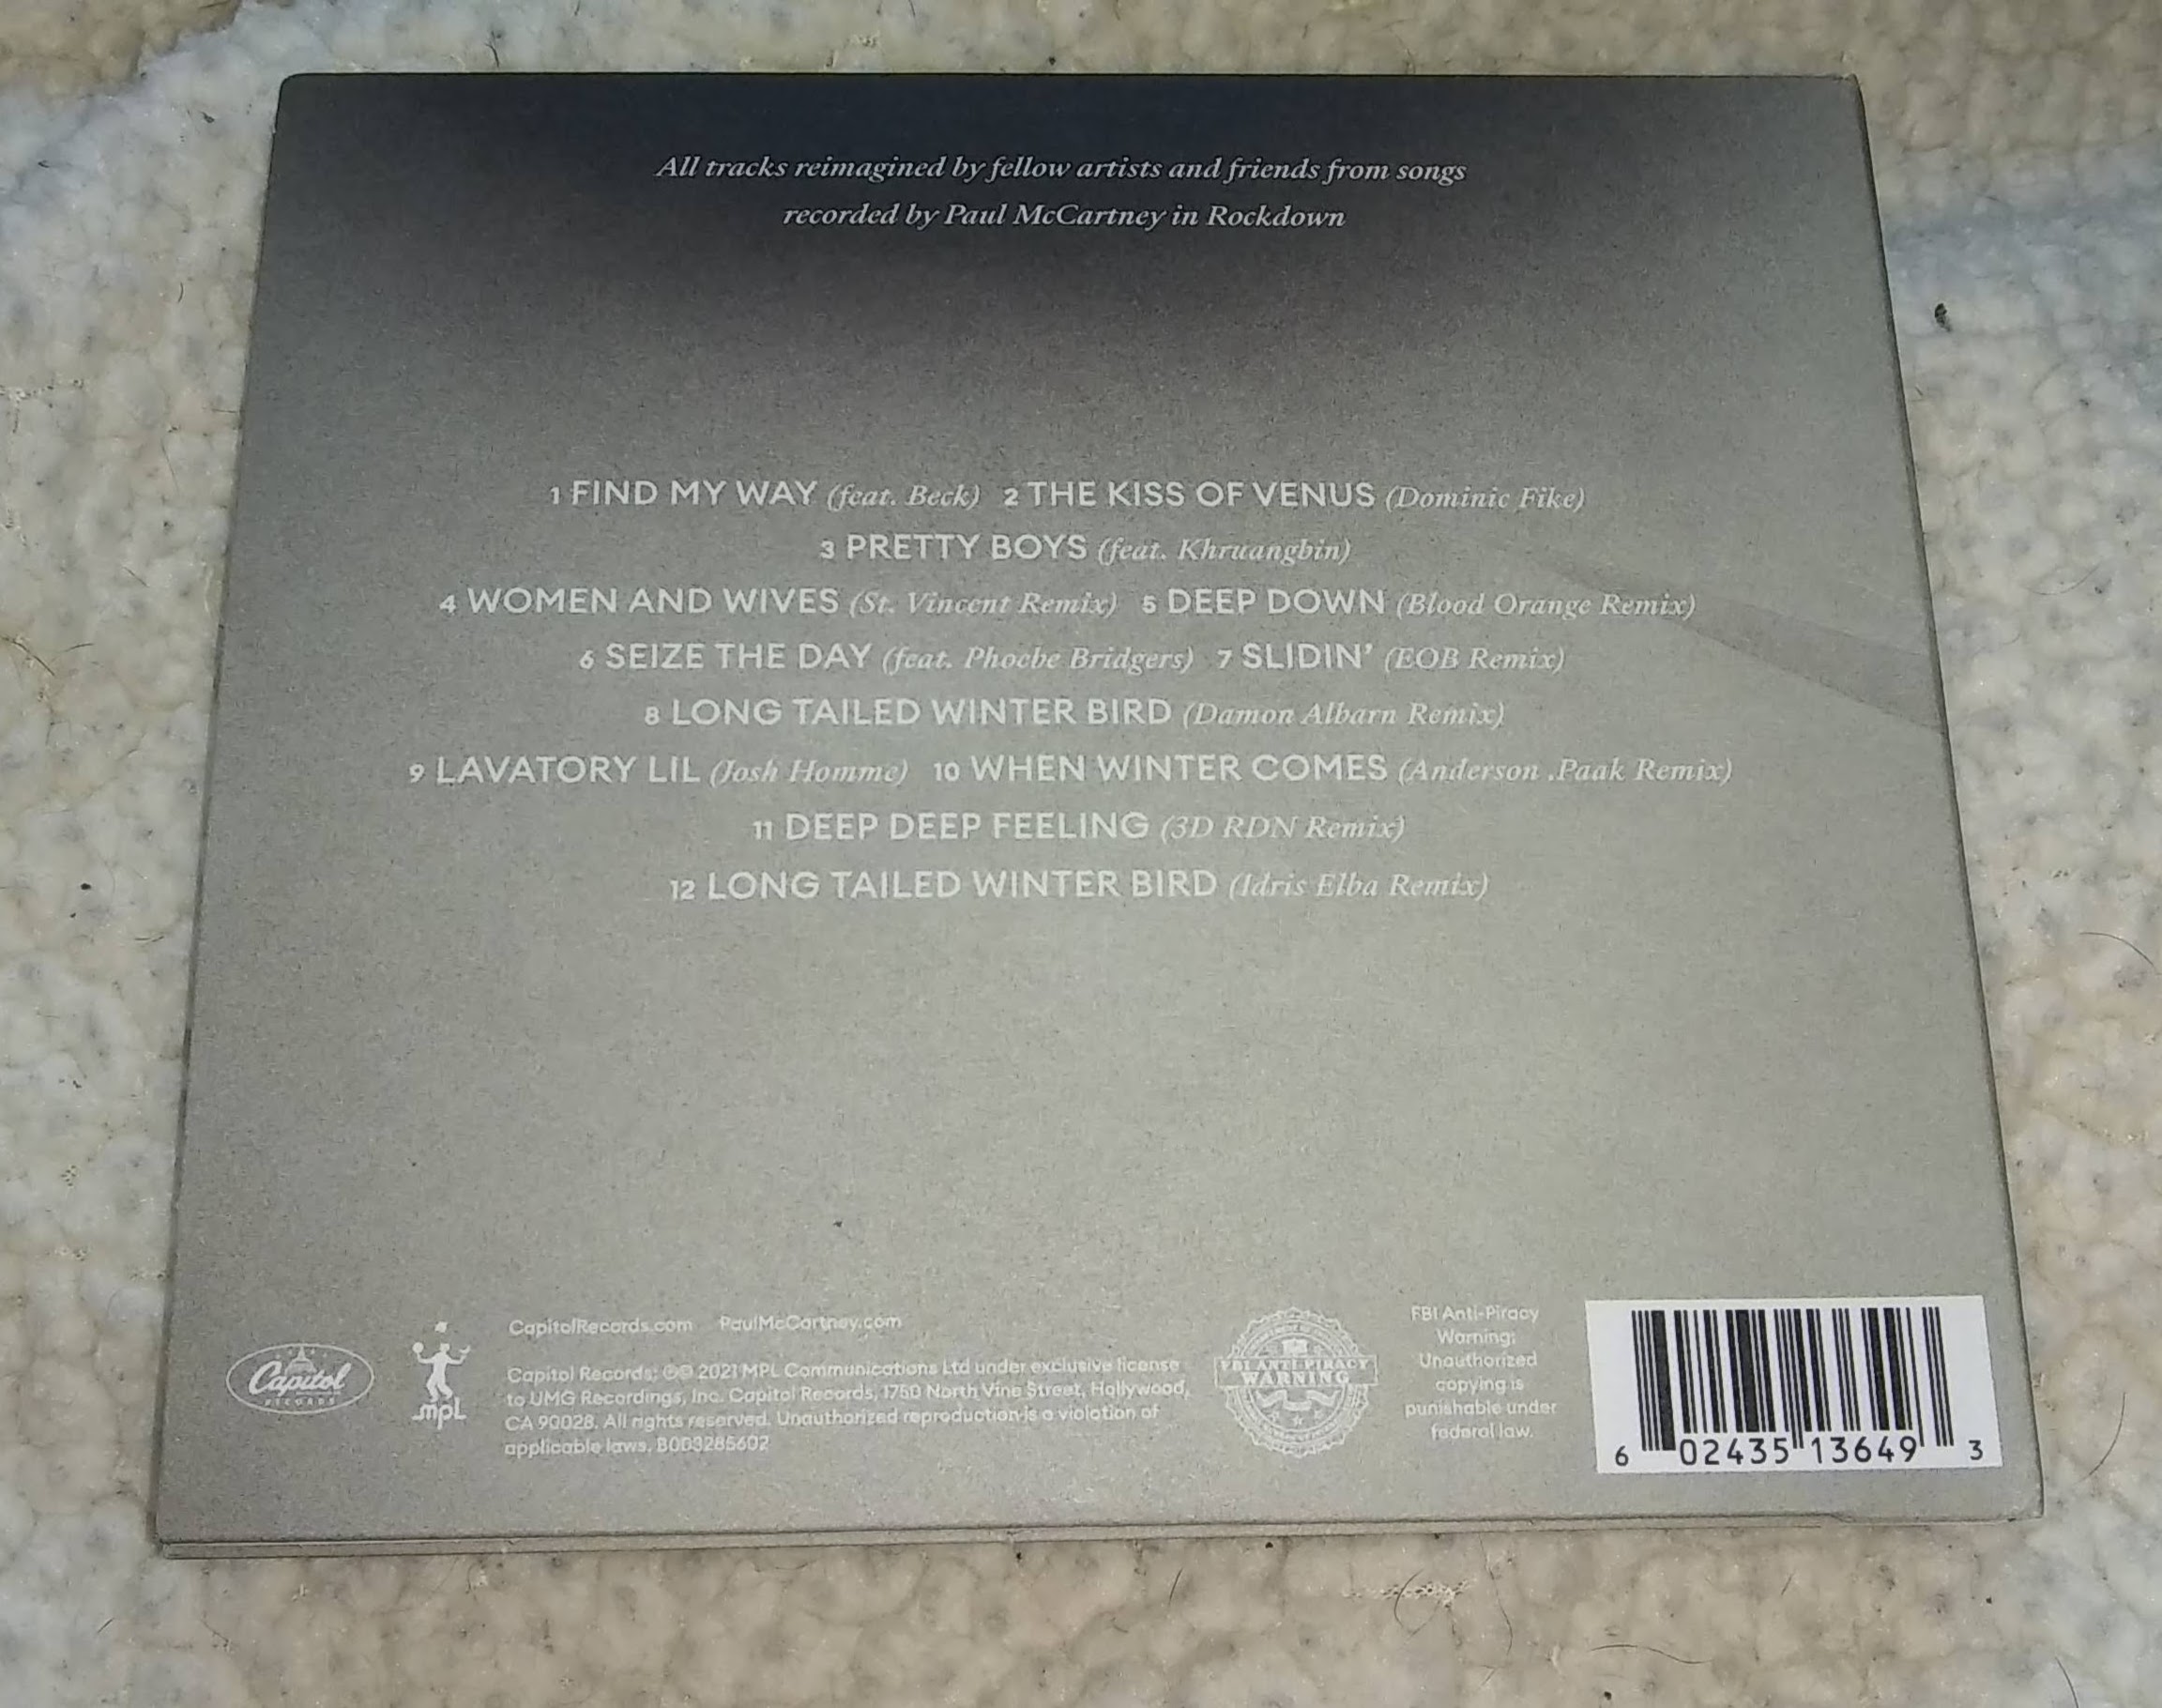 All tracks reimagined by fellow artists and friends from songs
recorded by Paul McCartney in Rockdown
1 FIND MY WAY (feat. Beck) 2 THE KISS OF VENUS (Dominic Fike)
3 PRETTY BOYS (feat. Khruangbin)
4 WOMEN AND WIVES (St. Vincent Remix) 5 DEEP DOWN (Blood Orange Remix)
6 SEIZE THE DAY (feat. Phoebe Bridgers) 7 SLIDIN' (EOB Remix)
8 LONG TAILED WINTER BIRD (Damon Albarn Remix)
9 LAVATORY LIL (Josh Homme) 10 WHEN WINTER COMES (Anderson .Paak Remix)
11 DEEP DEEP FEELING (3D RDN Remix)
12 LONG TAILED WINTER BIRD (Idris Elba Remix)
Capitol
RECORDS
mpL
CapitolRecords.com PaulMcCartney.com
Capitol Records; ℗© 2021 MPL Communications Ltd under exclusive license
to UMG Recordings, Inc. Capitol Records, 1750 North Vine Street, Hollywood,
CA 90028. All rights reserved. Unauthorized reproduction is a violation of
applicable laws. B003285602
FBI ANTI-PIRACY
WARNING
FBI Anti-Piracy
Warning:
Unauthorized
copying is
punishable under
federal law.
6 02435 13649 3